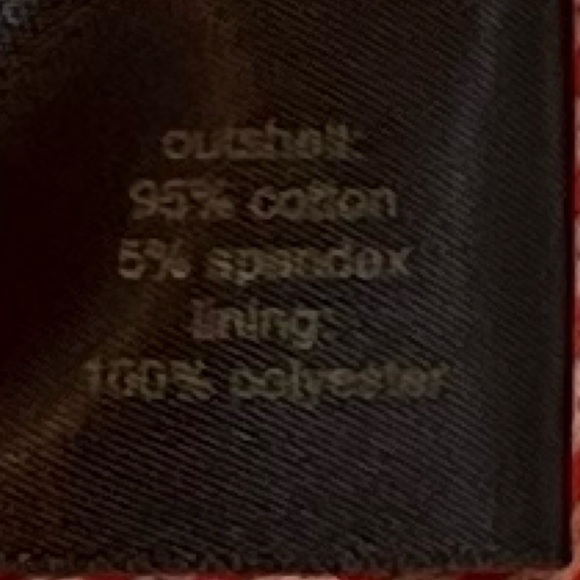 outshell:
95% cotton
5% spandex
lining:
100% polyester